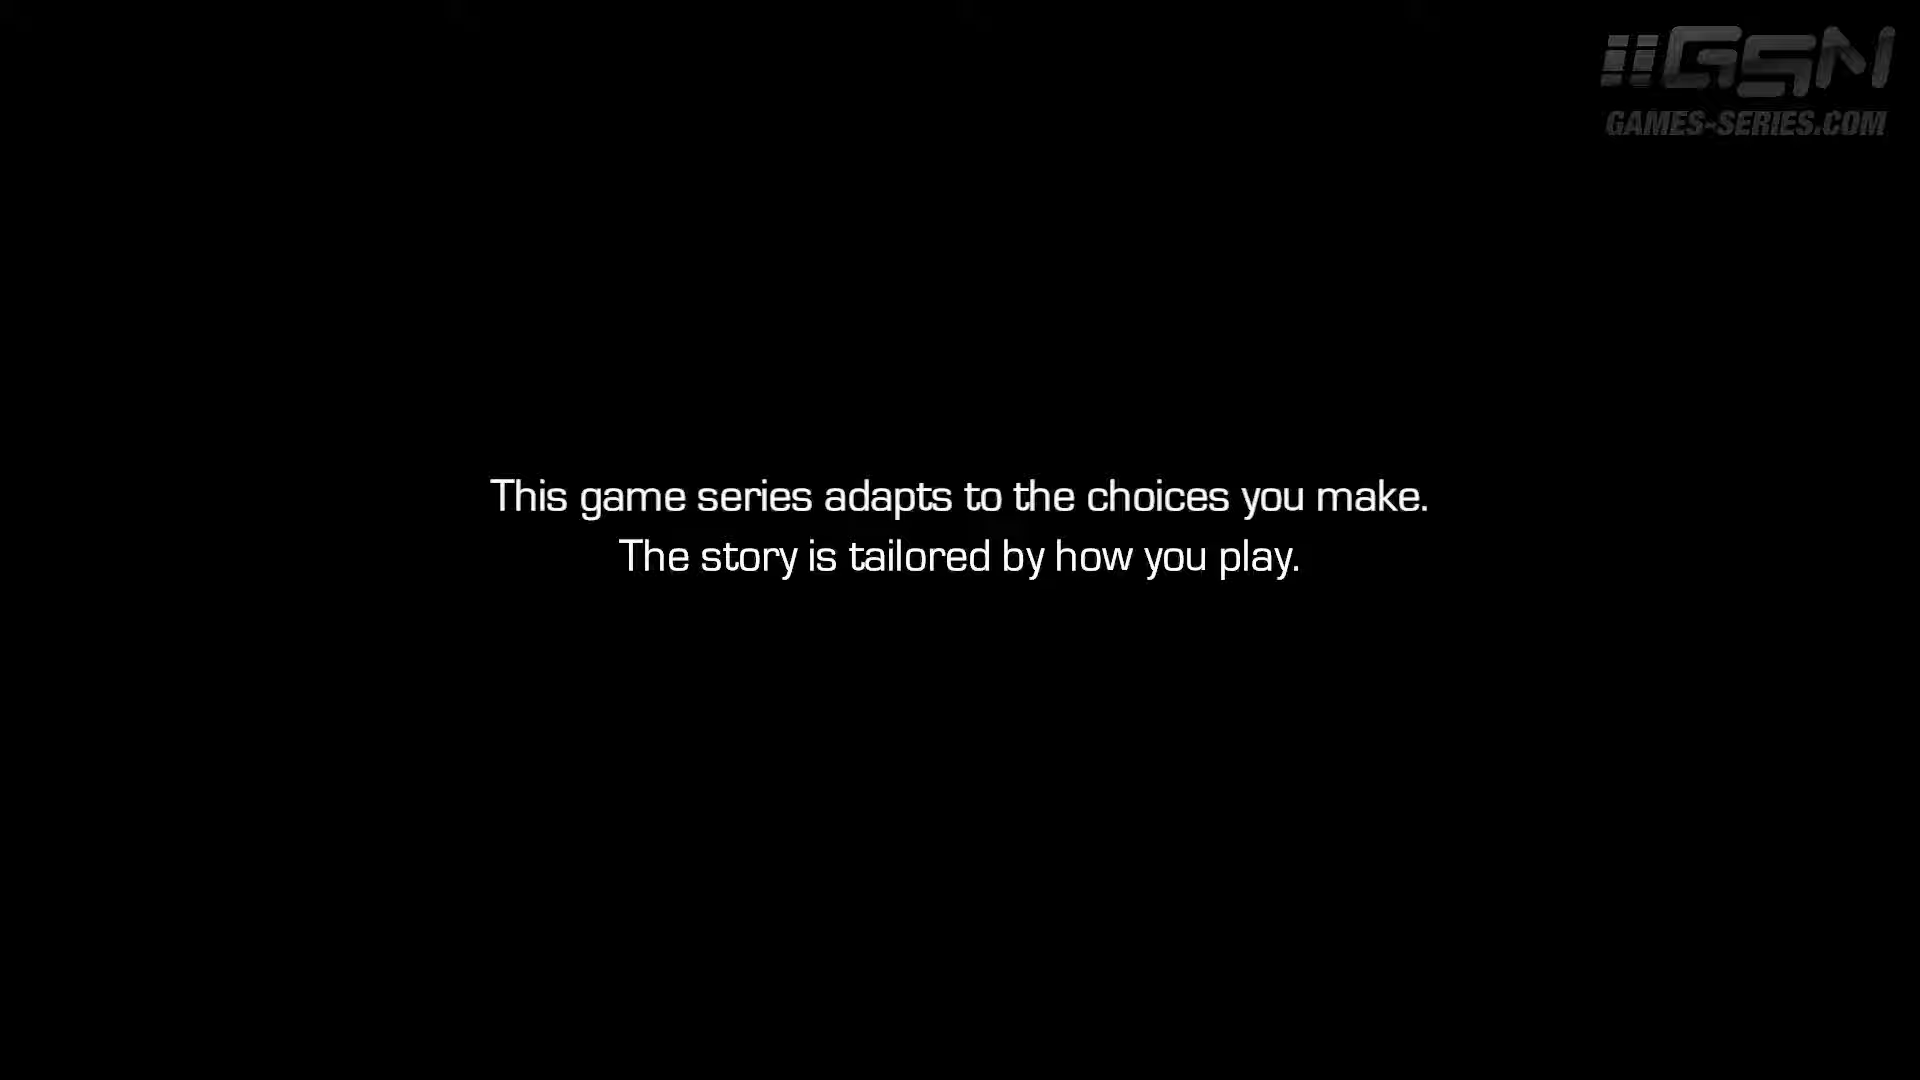 GSN
GAMES-SERIES.COM
This game series adapts to the choices you make.
The story is tailored by how you play.